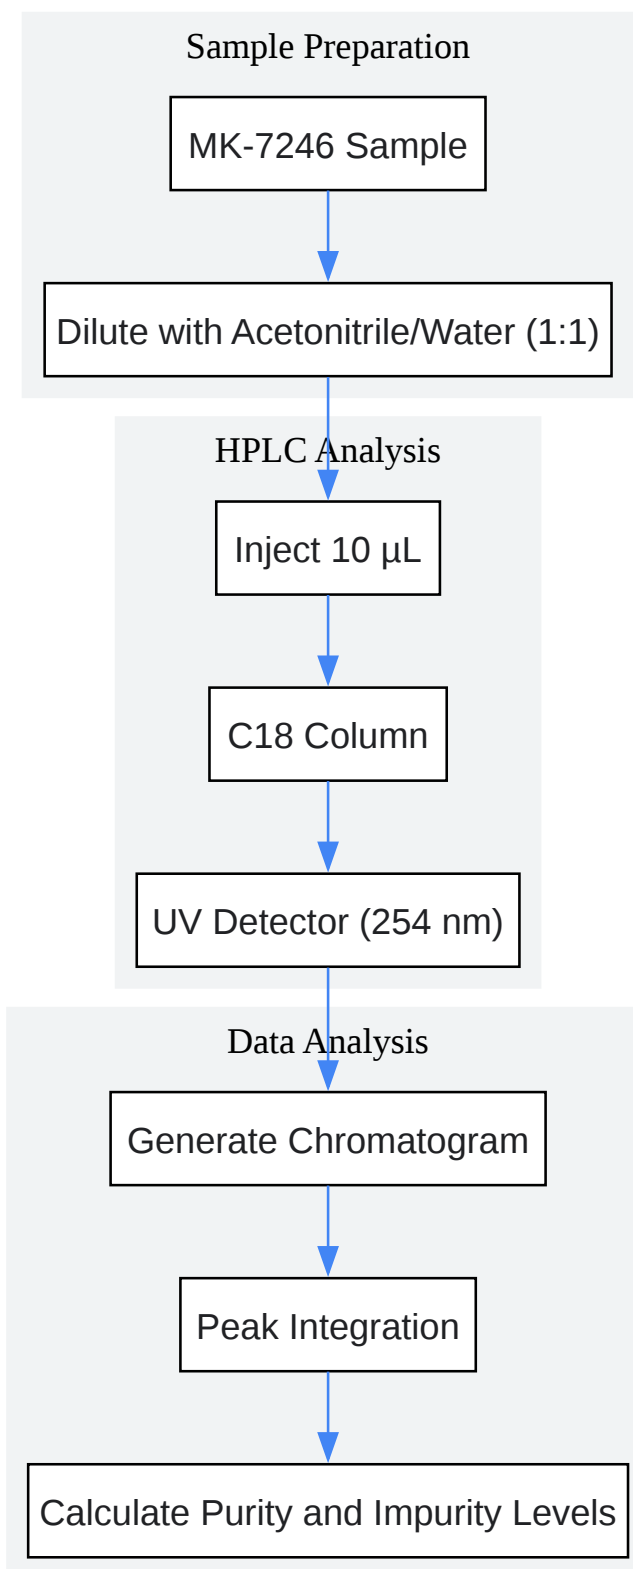 Sample Preparation
MK-7246 Sample
Dilute with Acetonitrile/Water (1:1)
HPLC Analysis
Inject 10 µL
C18 Column
UV Detector (254 nm)
Data Analysis
Generate Chromatogram
Peak Integration
Calculate Purity and Impurity Levels